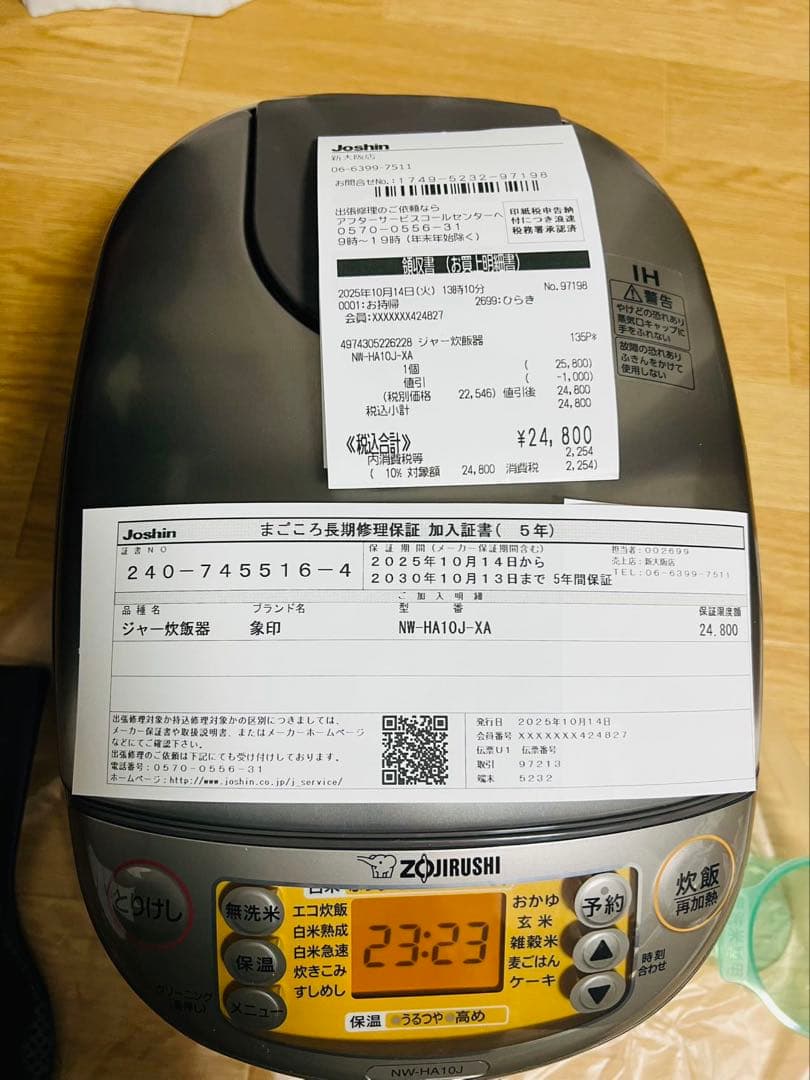 Joshin
新大阪店
06-6399-7511
お問合せNo.:1749-5232-97198
出張修理のご依頼なら
アフターサービスコールセンターへ
0570-0556-31
9時～19時(年末年始除く)
印紙税申告納
付につき浪速
税務署承認済
領収書 (お買上明細書)
2025年10月14日(火) 13時10分 No.97198
0001:お持帰 2699:ひらき
会員:XXXXXXX424827
4974305226228 ジャー炊飯器 135P*
NW-HA10J-XA
1個 ( 25,800)
値引 ( -1,000)
(税別価格 22,546) 値引後 24,800
税込小計 24,800
《税込合計》 ¥24,800
内消費税等 2,254
( 10% 対象額 24,800 消費税 2,254)
IH
警告
やけどの恐れあり
蒸気口キャップに
手をふれない
故障の恐れあり
ふきんをかけて
使用しない
Joshin まごころ長期修理保証 加入証書( 5年)
証書NO
240-745516-4
保証期間(メーカー保証期間含む)
2025年10月14日から
2030年10月13日まで 5年間保証
担当者:002699
売上店:新大阪店
TEL:06-6399-7511
ご加入明細
品種名 ブランド名 型番 保証限度額
ジャー炊飯器 象印 NW-HA10J-XA 24,800
出張修理対象か持込修理対象かの区別につきましては、
メーカー保証書や取扱説明書、またはメーカーホームページ
などにてご確認下さい。
出張修理のご依頼は下記にても受け付けしております。
電話番号:0570-0556-31
ホームページ:http://www.joshin.co.jp/j_service/
発行日 2025年10月14日
会員番号 XXXXXXX424827
伝票U1 伝票番号
取引 97213
端末 5232
ZOJIRUSHI
とりけし
無洗米
保温
メニュー
クリーニング
エコ炊飯
白米熟成
白米急速
炊きこみ
すしめし
23:23
おかゆ
玄米
雑穀米
麦ごはん
ケーキ
予約
▲
▼
時刻
合わせ
炊飯
再加熱
保温 うるつや 高め
NW-HA10J